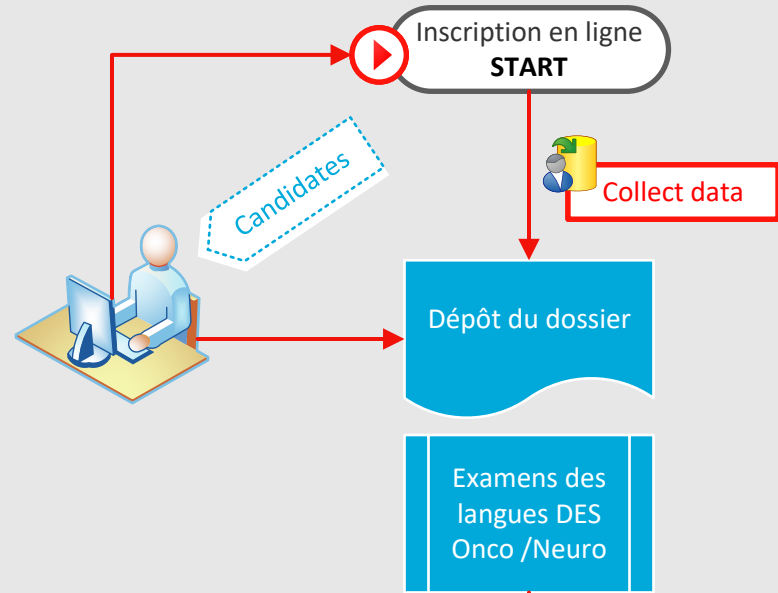 Inscription en ligne
START
Candidates
Collect data
Dépôt du dossier
Examens des
langues DES
Onco /Neuro